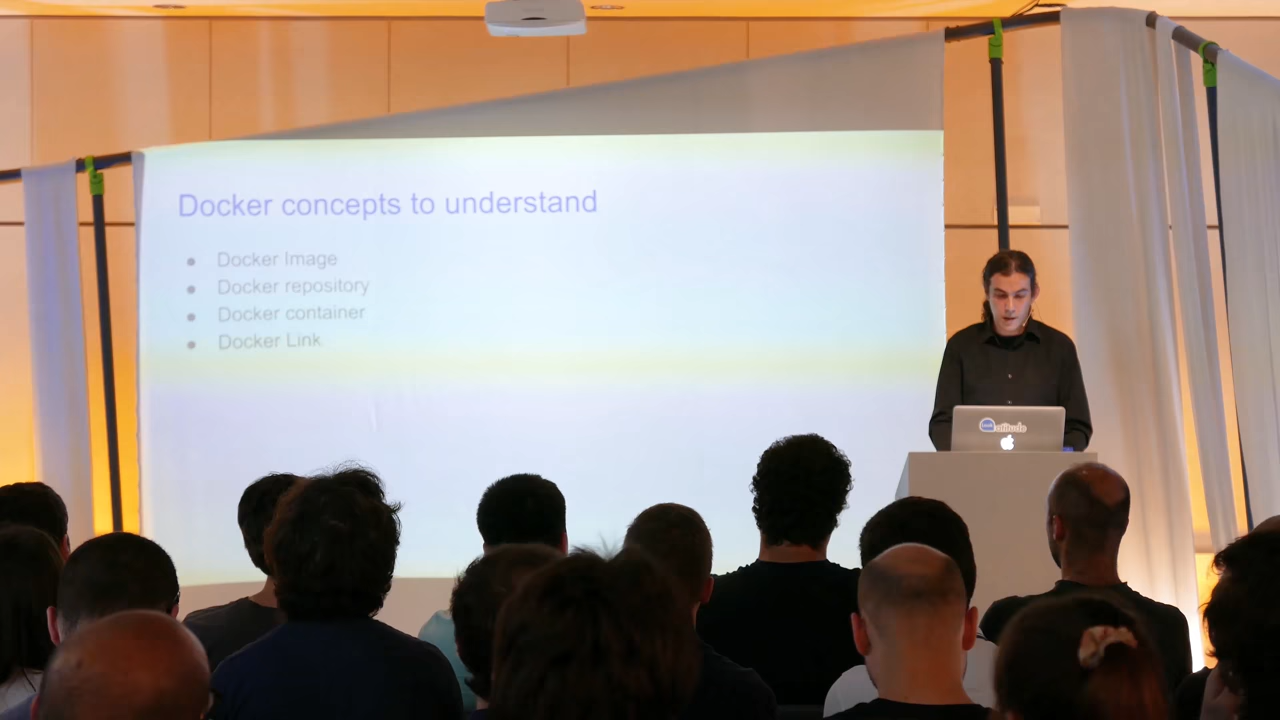 Docker concepts to understand
Docker Image
Docker repository
Docker container
Docker Link